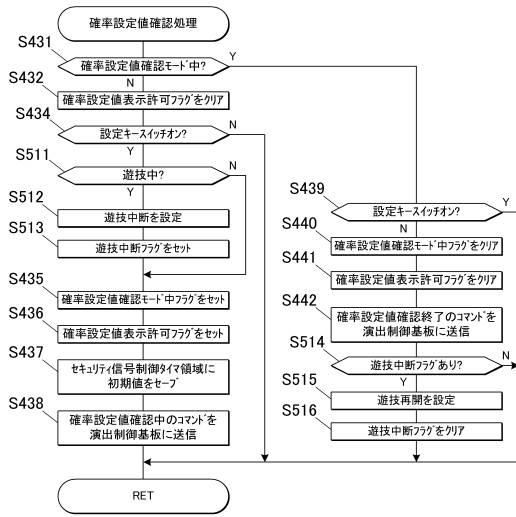 確率設定値確認処理
S431
確率設定値確認モード中?
Y
N
S432
確率設定値表示許可フラグをクリア
S434
設定キースイッチオン?
N
Y
S511
遊技中?
N
Y
S512
遊技中断を設定
S513
遊技中断フラグをセット
S435
確率設定値確認モード中フラグをセット
S436
確率設定値表示許可フラグをセット
S437
セキュリティ信号制御タイマ領域に
初期値をセーブ
S438
確率設定値確認中のコマンドを
演出制御基板に送信
S439
設定キースイッチオン?
Y
N
S440
確率設定値確認モード中フラグをクリア
S441
確率設定値表示許可フラグをクリア
S442
確率設定値確認終了のコマンドを
演出制御基板に送信
S514
遊技中断フラグあり?
N
Y
S515
遊技再開を設定
S516
遊技中断フラグをクリア
RET